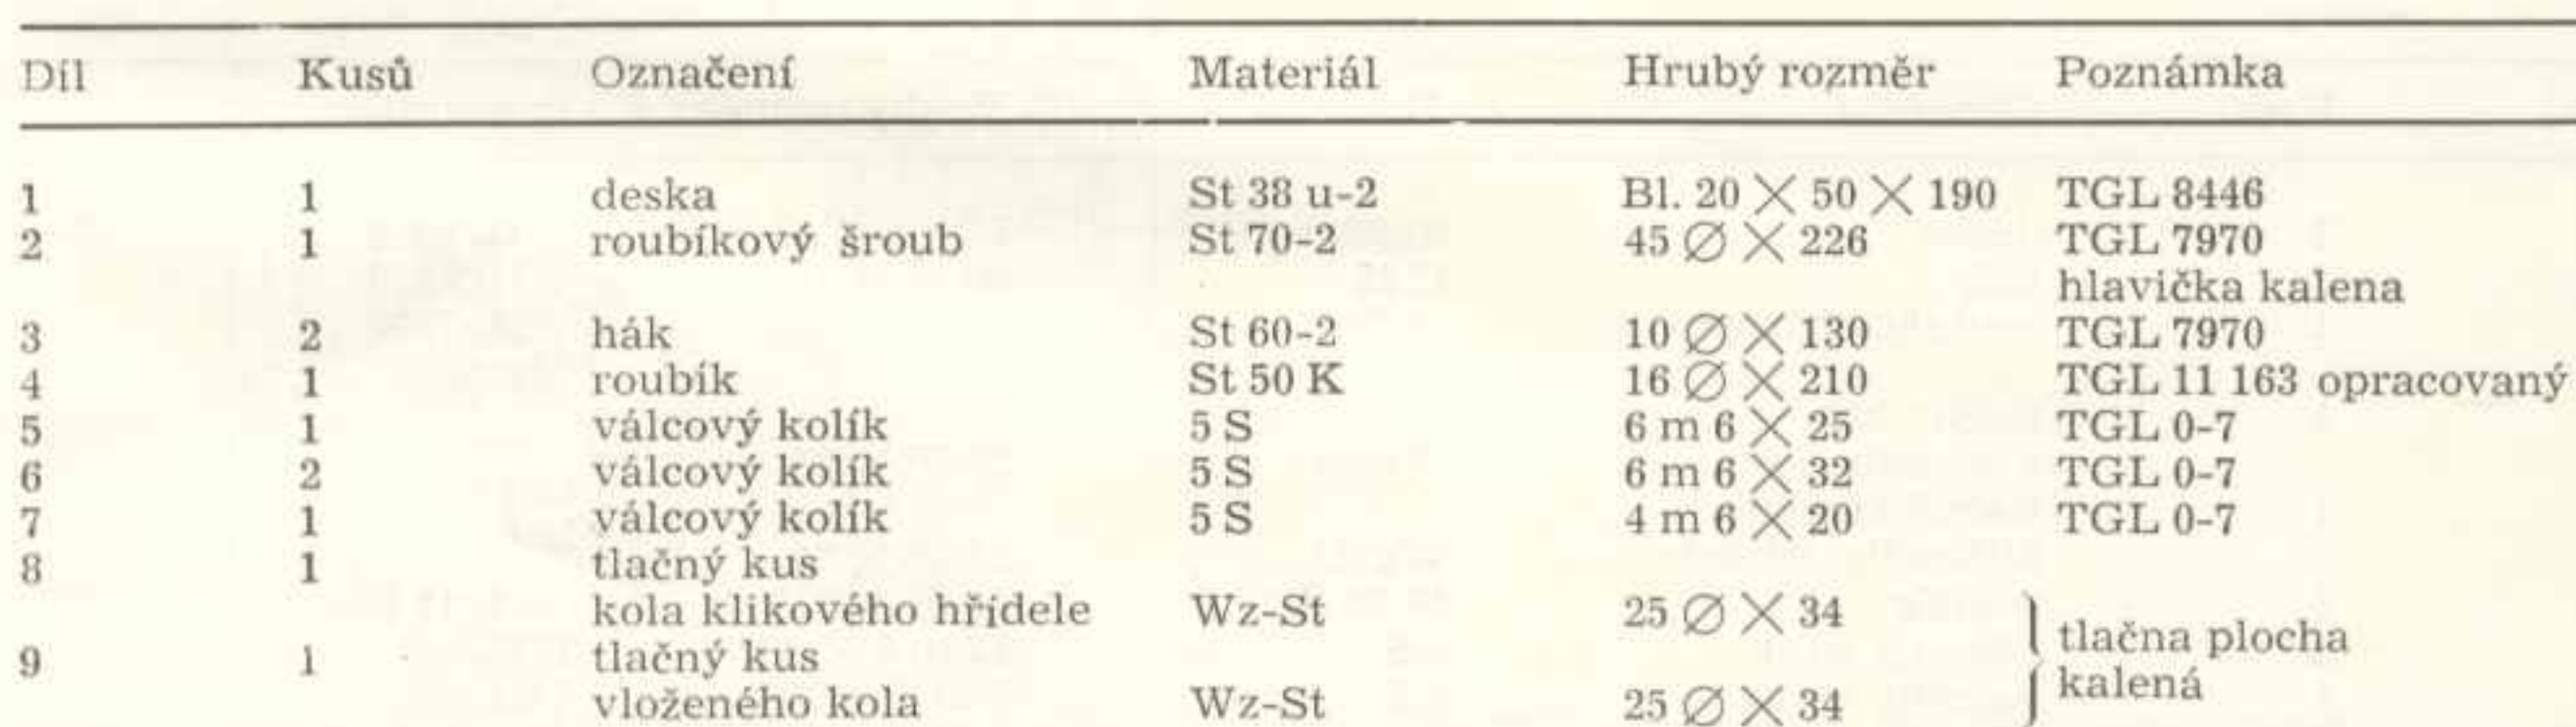 Díl Kusů Označení Materiál Hrubý rozměr Poznámka
1 1 deska St 38 u-2 Bl. 20 × 50 × 190 TGL 8446
2 1 roubíkový šroub St 70-2 45 ∅ × 226 TGL 7970
hlavička kalena
3 2 hák St 60-2 10 ∅ × 130 TGL 7970
4 1 roubík St 50 K 16 ∅ × 210 TGL 11 163 opracovaný
5 1 válcový kolík 5 S 6 m 6 × 25 TGL 0-7
6 2 válcový kolík 5 S 6 m 6 × 32 TGL 0-7
7 1 válcový kolík 5 S 4 m 6 × 20 TGL 0-7
8 1 tlačný kus
kola klikového hřídele Wz-St 25 ∅ × 34
tlačna plocha
9 1 tlačný kus
kalená
vloženého kola Wz-St 25 ∅ × 34